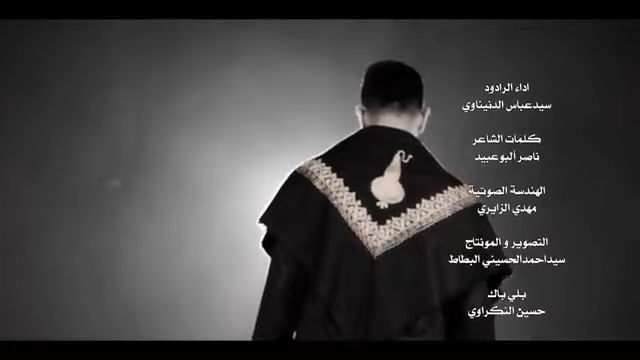 اداء الرادود
سيدعباس الدنيناوي
كلمات الشاعر
ناصر ألبوعبيد
الهندسة الصوتية
مهدي الزايري
التصوير و المونتاج
سيداحمدالحسيني البطاط
بلي باك
حسين النكراوي